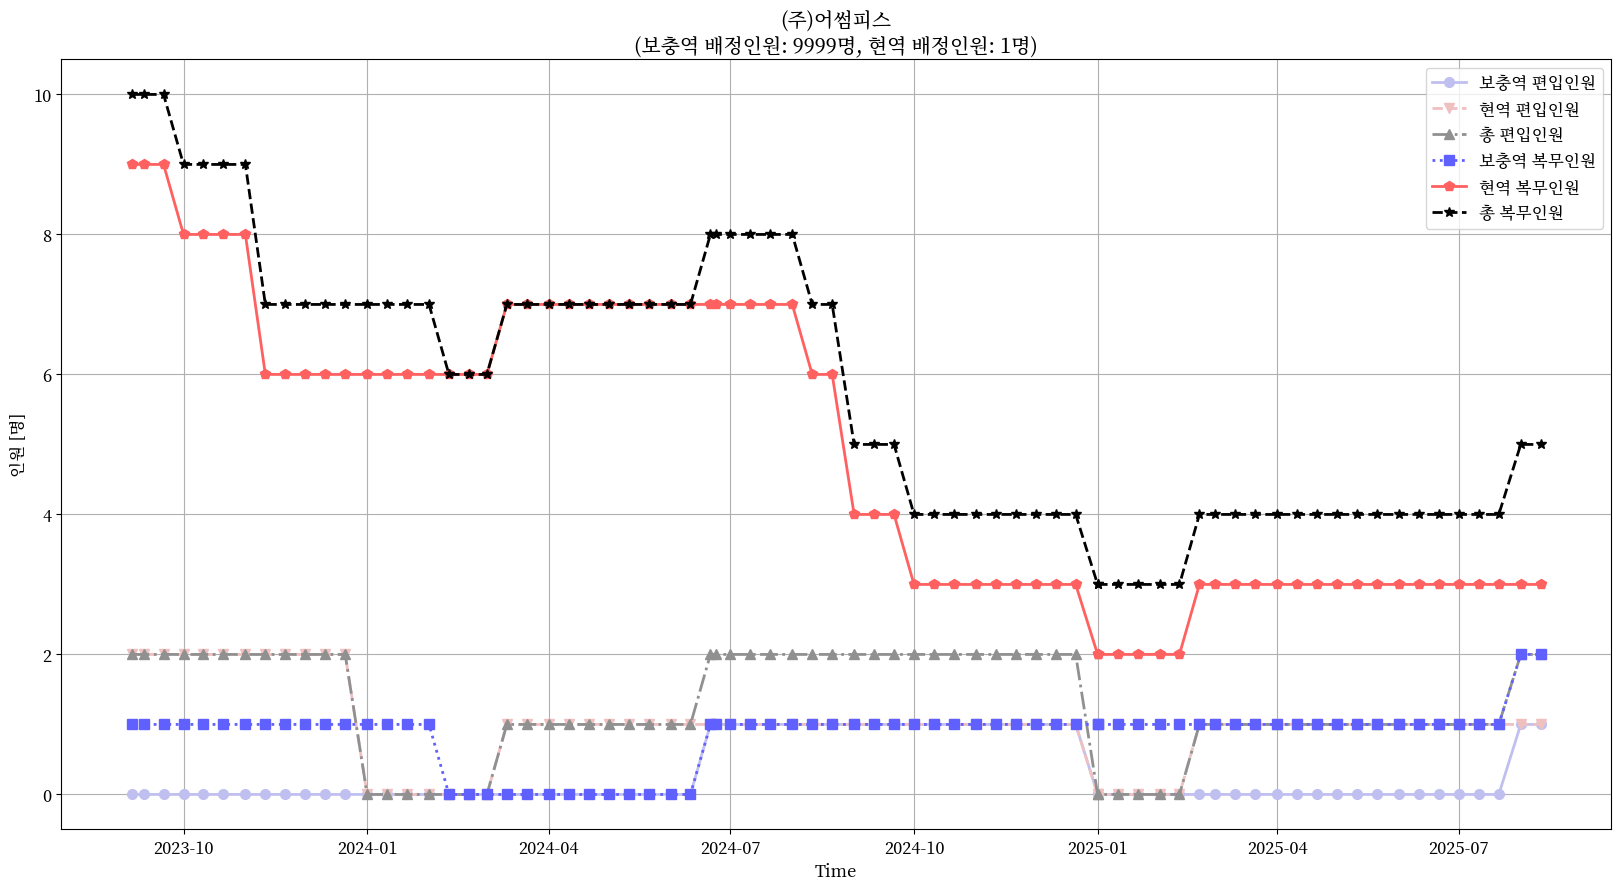 (주)어썸피스
(보충역 배정인원: 9999명, 현역 배정인원: 1명)
보충역 편입인원
현역 편입인원
총 편입인원
보충역 복무인원
현역 복무인원
총 복무인원
인원 [명]
10
8
6
4
2
0
2023-10
2024-01
2024-04
2024-07
2024-10
2025-01
2025-04
2025-07
Time